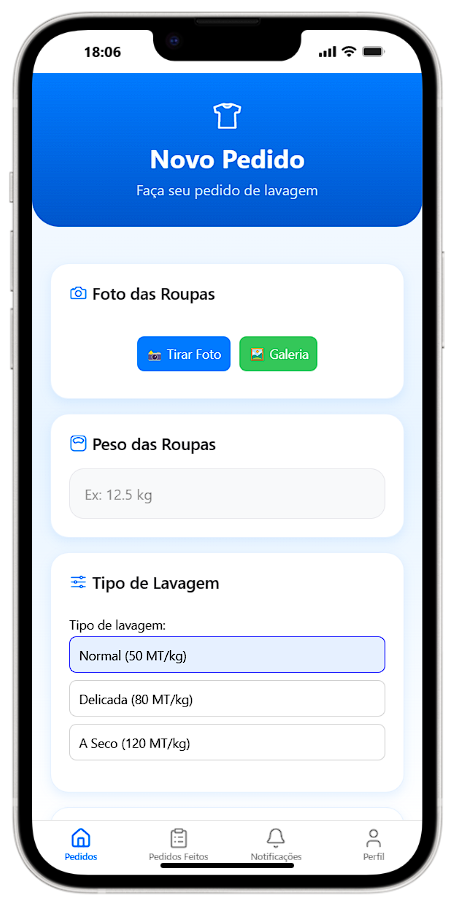 18:06
Novo Pedido
Faça seu pedido de lavagem
Foto das Roupas
📸 Tirar Foto
🖼️ Galeria
Peso das Roupas
Ex: 12.5 kg
Tipo de Lavagem
Tipo de lavagem:
Normal (50 MT/kg)
Delicada (80 MT/kg)
A Seco (120 MT/kg)
Pedidos
Pedidos Feitos
Notificações
Perfil